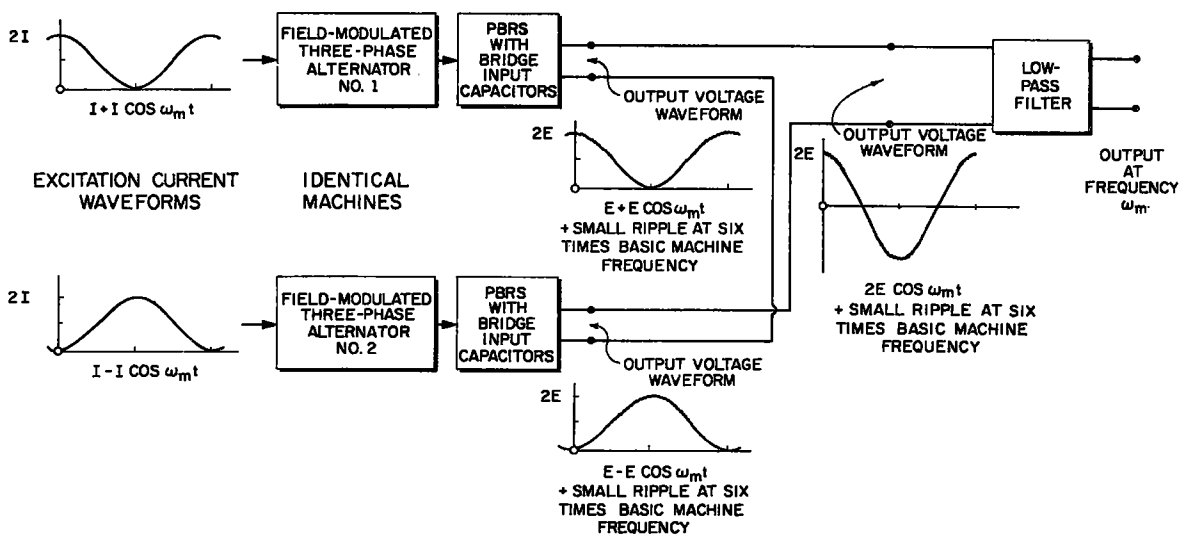 2I
I+I COS ωmt
FIELD-MODULATED
THREE-PHASE
ALTERNATOR
NO. 1
PBRS
WITH
BRIDGE
INPUT
CAPACITORS
OUTPUT VOLTAGE
WAVEFORM
2E
E+E COSωmt
+SMALL RIPPLE AT SIX
TIMES BASIC MACHINE
FREQUENCY
OUTPUT VOLTAGE
WAVEFORM
2E
2E COS ωmt
+ SMALL RIPPLE AT SIX
TIMES BASIC MACHINE
FREQUENCY
LOW-
PASS
FILTER
OUTPUT
AT
FREQUENCY
ωm.
EXCITATION CURRENT
WAVEFORMS
IDENTICAL
MACHINES
2I
I-I COS ωmt
FIELD-MODULATED
THREE-PHASE
ALTERNATOR
NO. 2
PBRS
WITH
BRIDGE
INPUT
CAPACITORS
OUTPUT VOLTAGE
WAVEFORM
2E
E-E COS ωmt
+ SMALL RIPPLE AT SIX
TIMES BASIC MACHINE
FREQUENCY